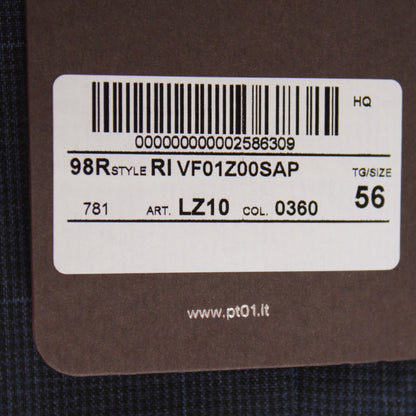 HQ
000000000002586309
98R STYLE RI VF01Z00SAP TG/SIZE
781 ART. LZ10 COL. 0360 56
www.pt01.it